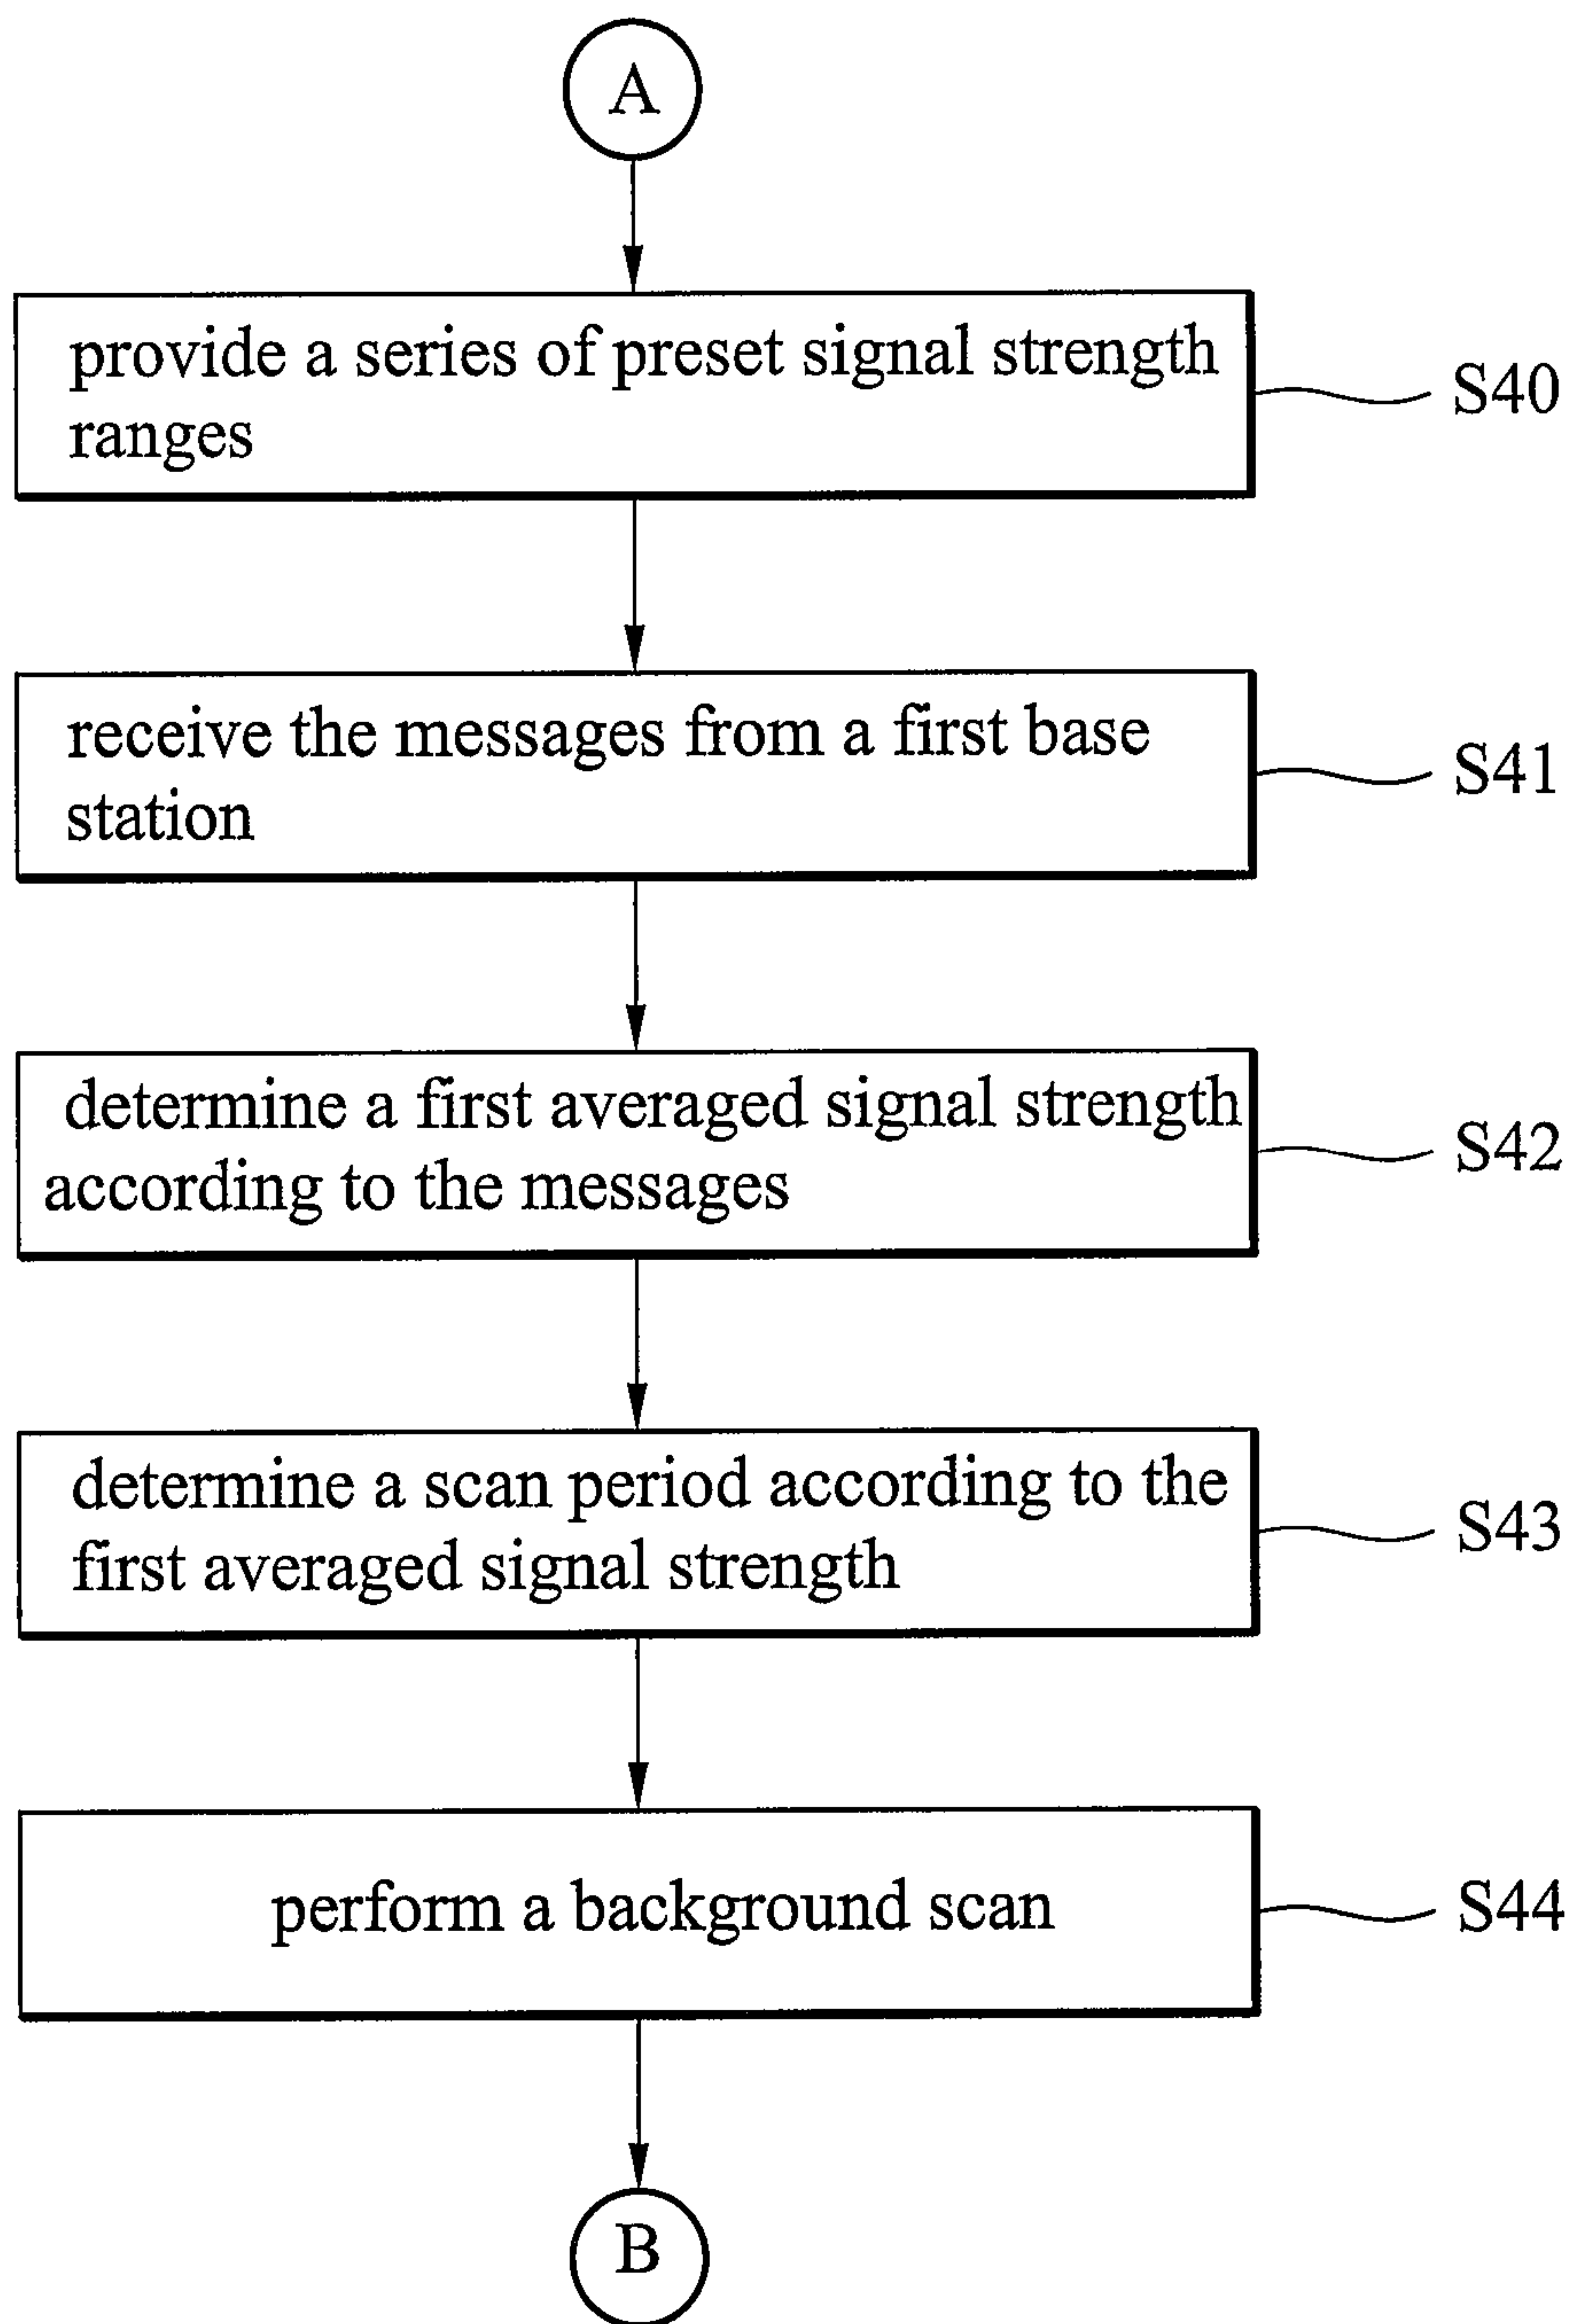 A
provide a series of preset signal strength
ranges
S40
receive the messages from a first base
station
S41
determine a first averaged signal strength
according to the messages
S42
determine a scan period according to the
first averaged signal strength
S43
perform a background scan
S44
B